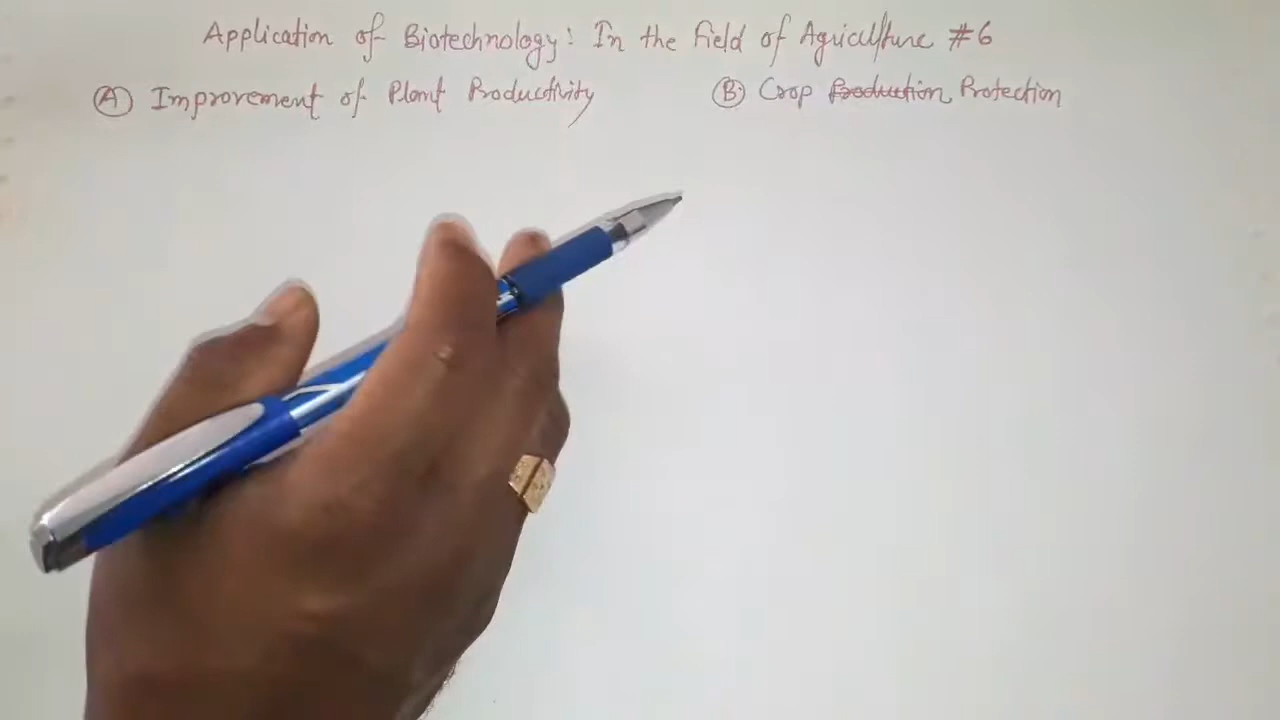 Application of Biotechnology: In the field of Agriculture #6
(A) Improvement of Plant Productivity (B) Crop Production Protection